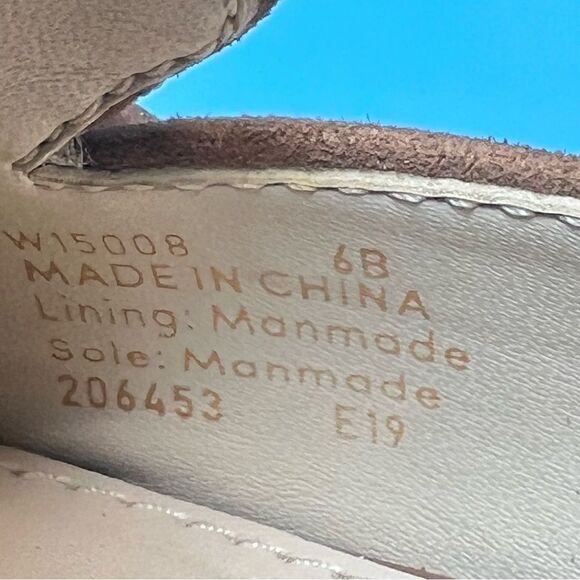 W15008 6B
MADE IN CHINA
Lining: Manmade
Sole: Manmade
206453 E19